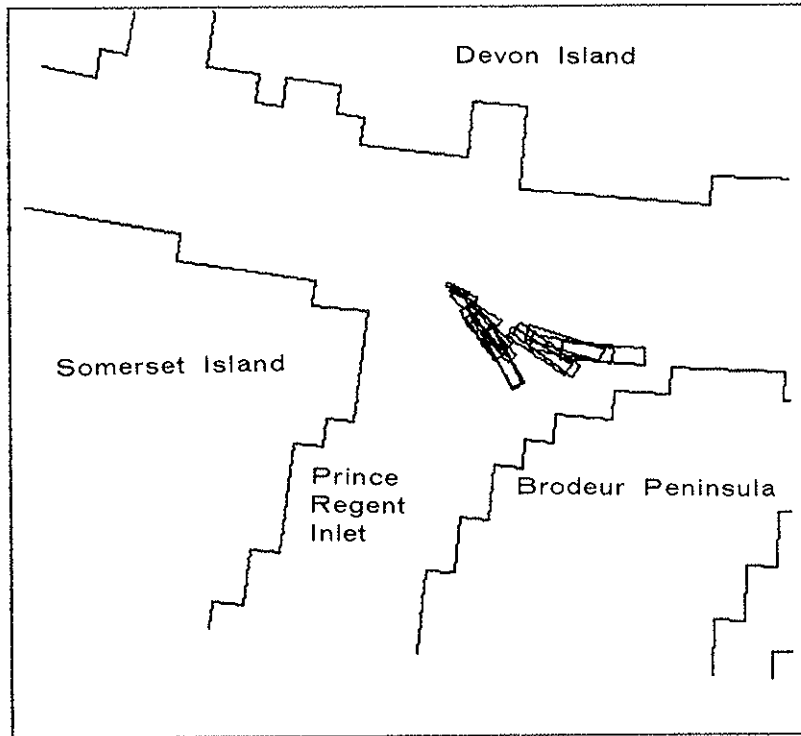 Devon Island
Somerset Island
Prince
Regent
Inlet
Brodeur Peninsula